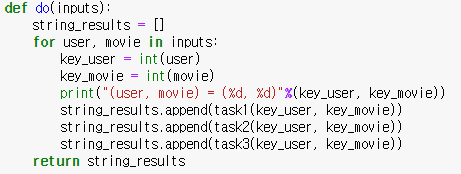 def do(inputs):
    string_results = []
    for user, movie in inputs:
        key_user = int(user)
        key_movie = int(movie)
        print("(user, movie) = (%d, %d)"%(key_user, key_movie))
        string_results.append(task1(key_user, key_movie))
        string_results.append(task2(key_user, key_movie))
        string_results.append(task3(key_user, key_movie))
    return string_results